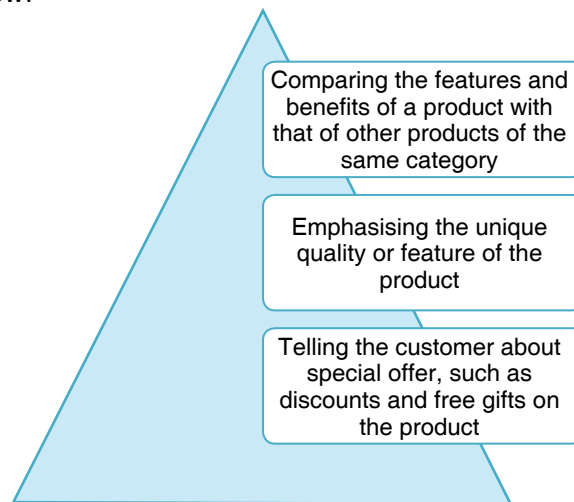 Comparing the features and
benefits of a product with
that of other products of the
same category
Emphasising the unique
quality or feature of the
product
Telling the customer about
special offer, such as
discounts and free gifts on
the product